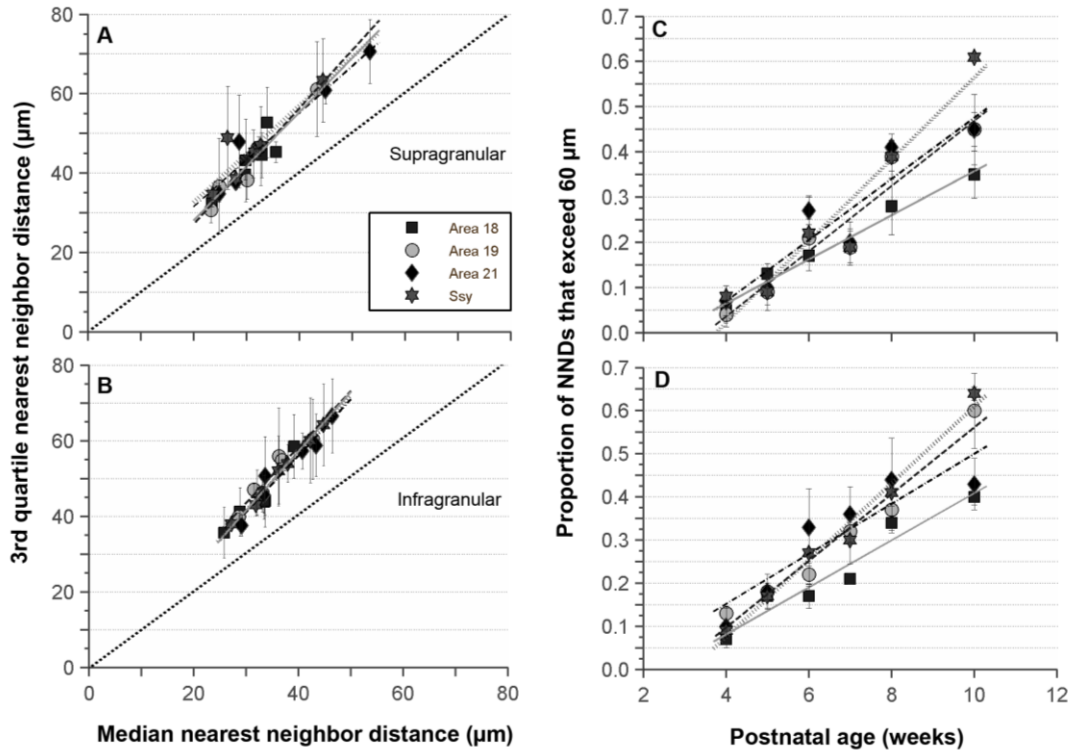 A
80
60
40
20
0
Supragranular
Area 18
Area 19
Area 21
Ssy
B
80
60
40
20
0
Infragranular
0 20 40 60 80
3rd quartile nearest neighbor distance (µm)
Median nearest neighbor distance (µm)
C
0.7
0.6
0.5
0.4
0.3
0.2
0.1
0.0
D
0.7
0.6
0.5
0.4
0.3
0.2
0.1
0.0
2 4 6 8 10 12
Proportion of NNDs that exceed 60 µm
Postnatal age (weeks)